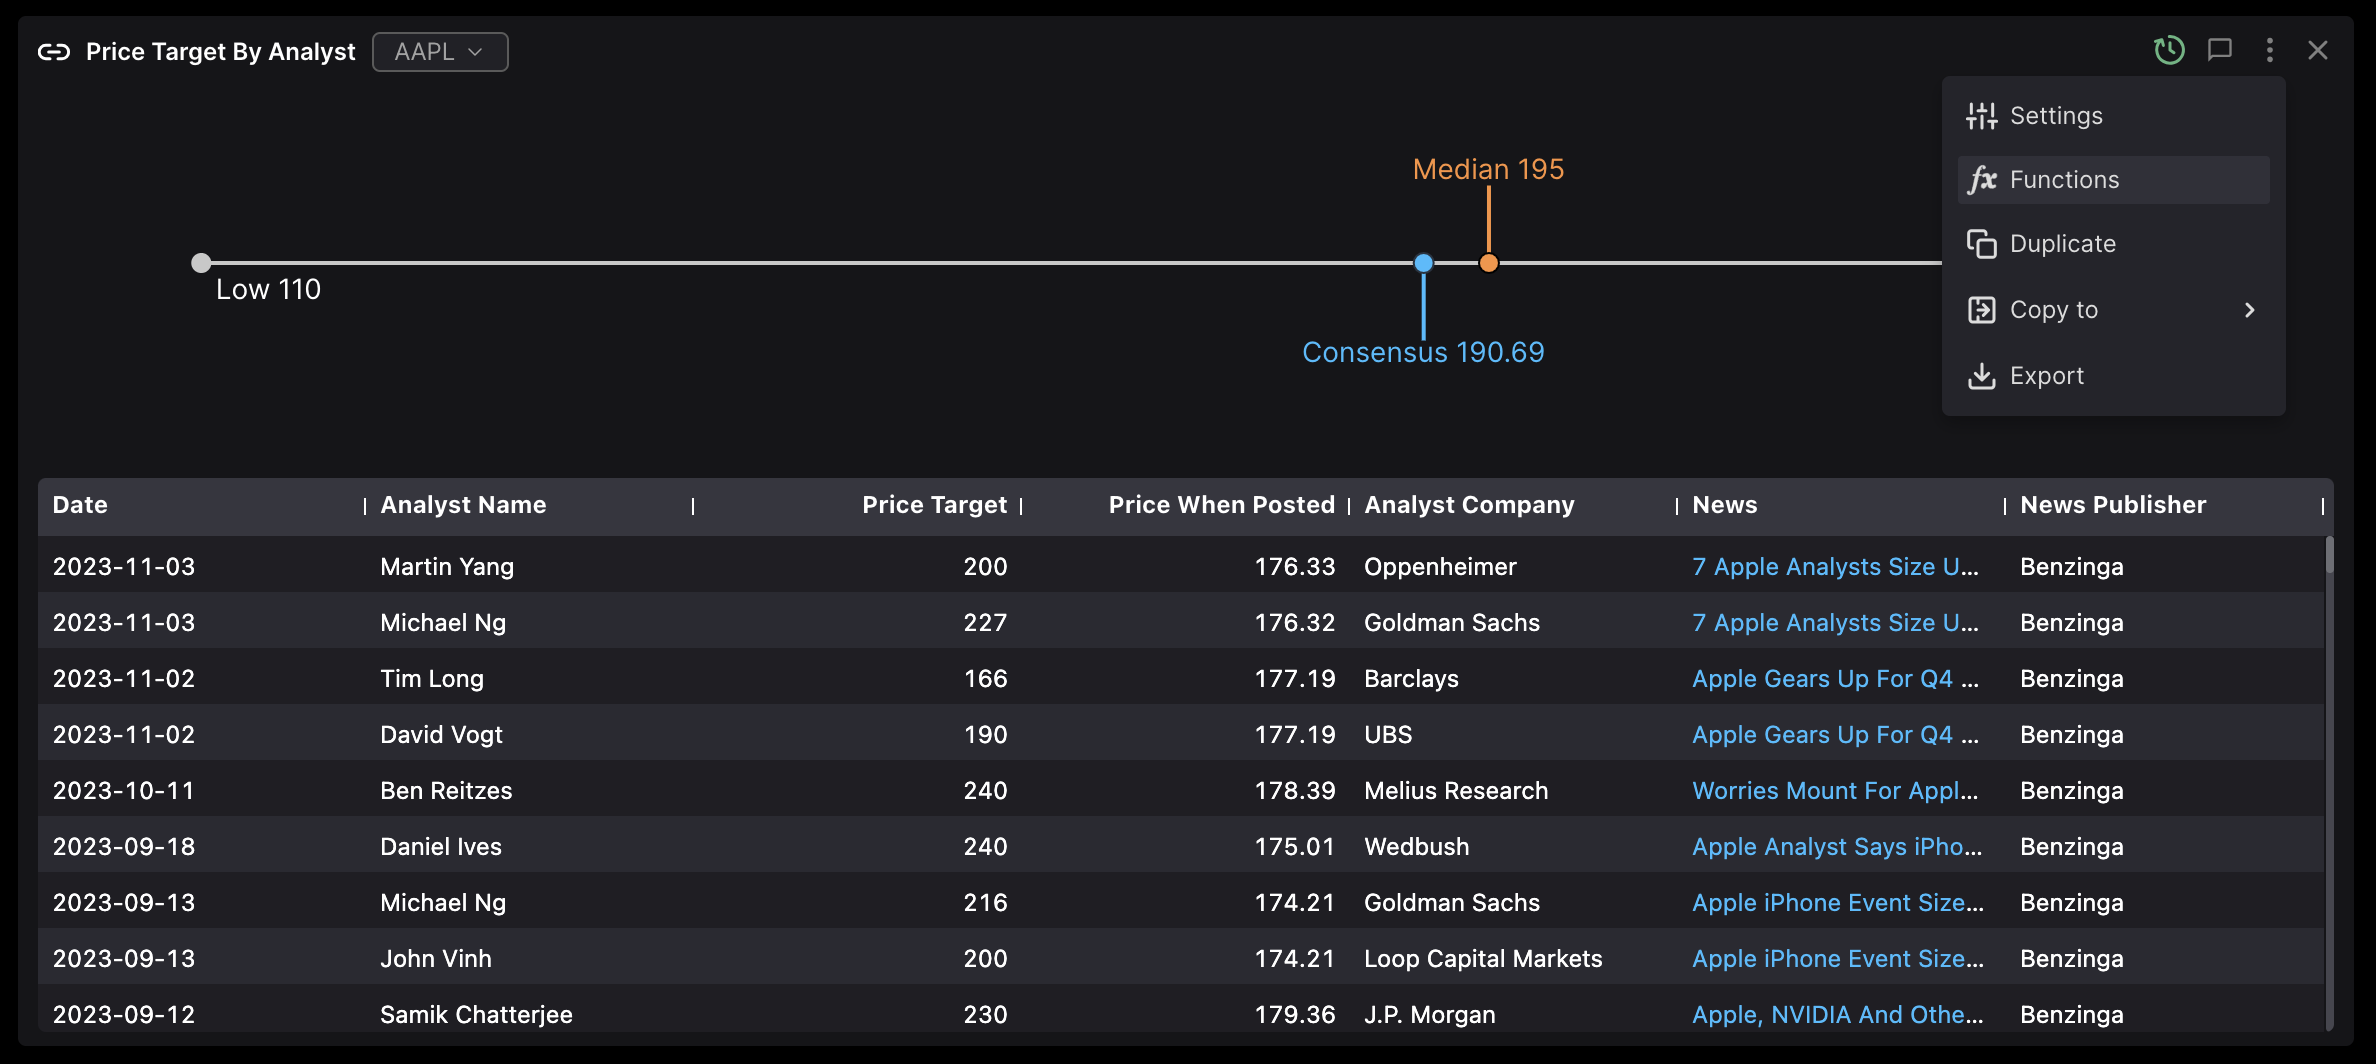 Price Target By Analyst AAPL
Settings
Median 195
Functions
Duplicate
Low 110
Copy to
Consensus 190.69
Export
Date Analyst Name Price Target Price When Posted Analyst Company News News Publisher
2023-11-03 Martin Yang 200 176.33 Oppenheimer 7 Apple Analysts Size U... Benzinga
2023-11-03 Michael Ng 227 176.32 Goldman Sachs 7 Apple Analysts Size U... Benzinga
2023-11-02 Tim Long 166 177.19 Barclays Apple Gears Up For Q4 ... Benzinga
2023-11-02 David Vogt 190 177.19 UBS Apple Gears Up For Q4 ... Benzinga
2023-10-11 Ben Reitzes 240 178.39 Melius Research Worries Mount For Appl... Benzinga
2023-09-18 Daniel Ives 240 175.01 Wedbush Apple Analyst Says iPho... Benzinga
2023-09-13 Michael Ng 216 174.21 Goldman Sachs Apple iPhone Event Size... Benzinga
2023-09-13 John Vinh 200 174.21 Loop Capital Markets Apple iPhone Event Size... Benzinga
2023-09-12 Samik Chatterjee 230 179.36 J.P. Morgan Apple, NVIDIA And Othe... Benzinga